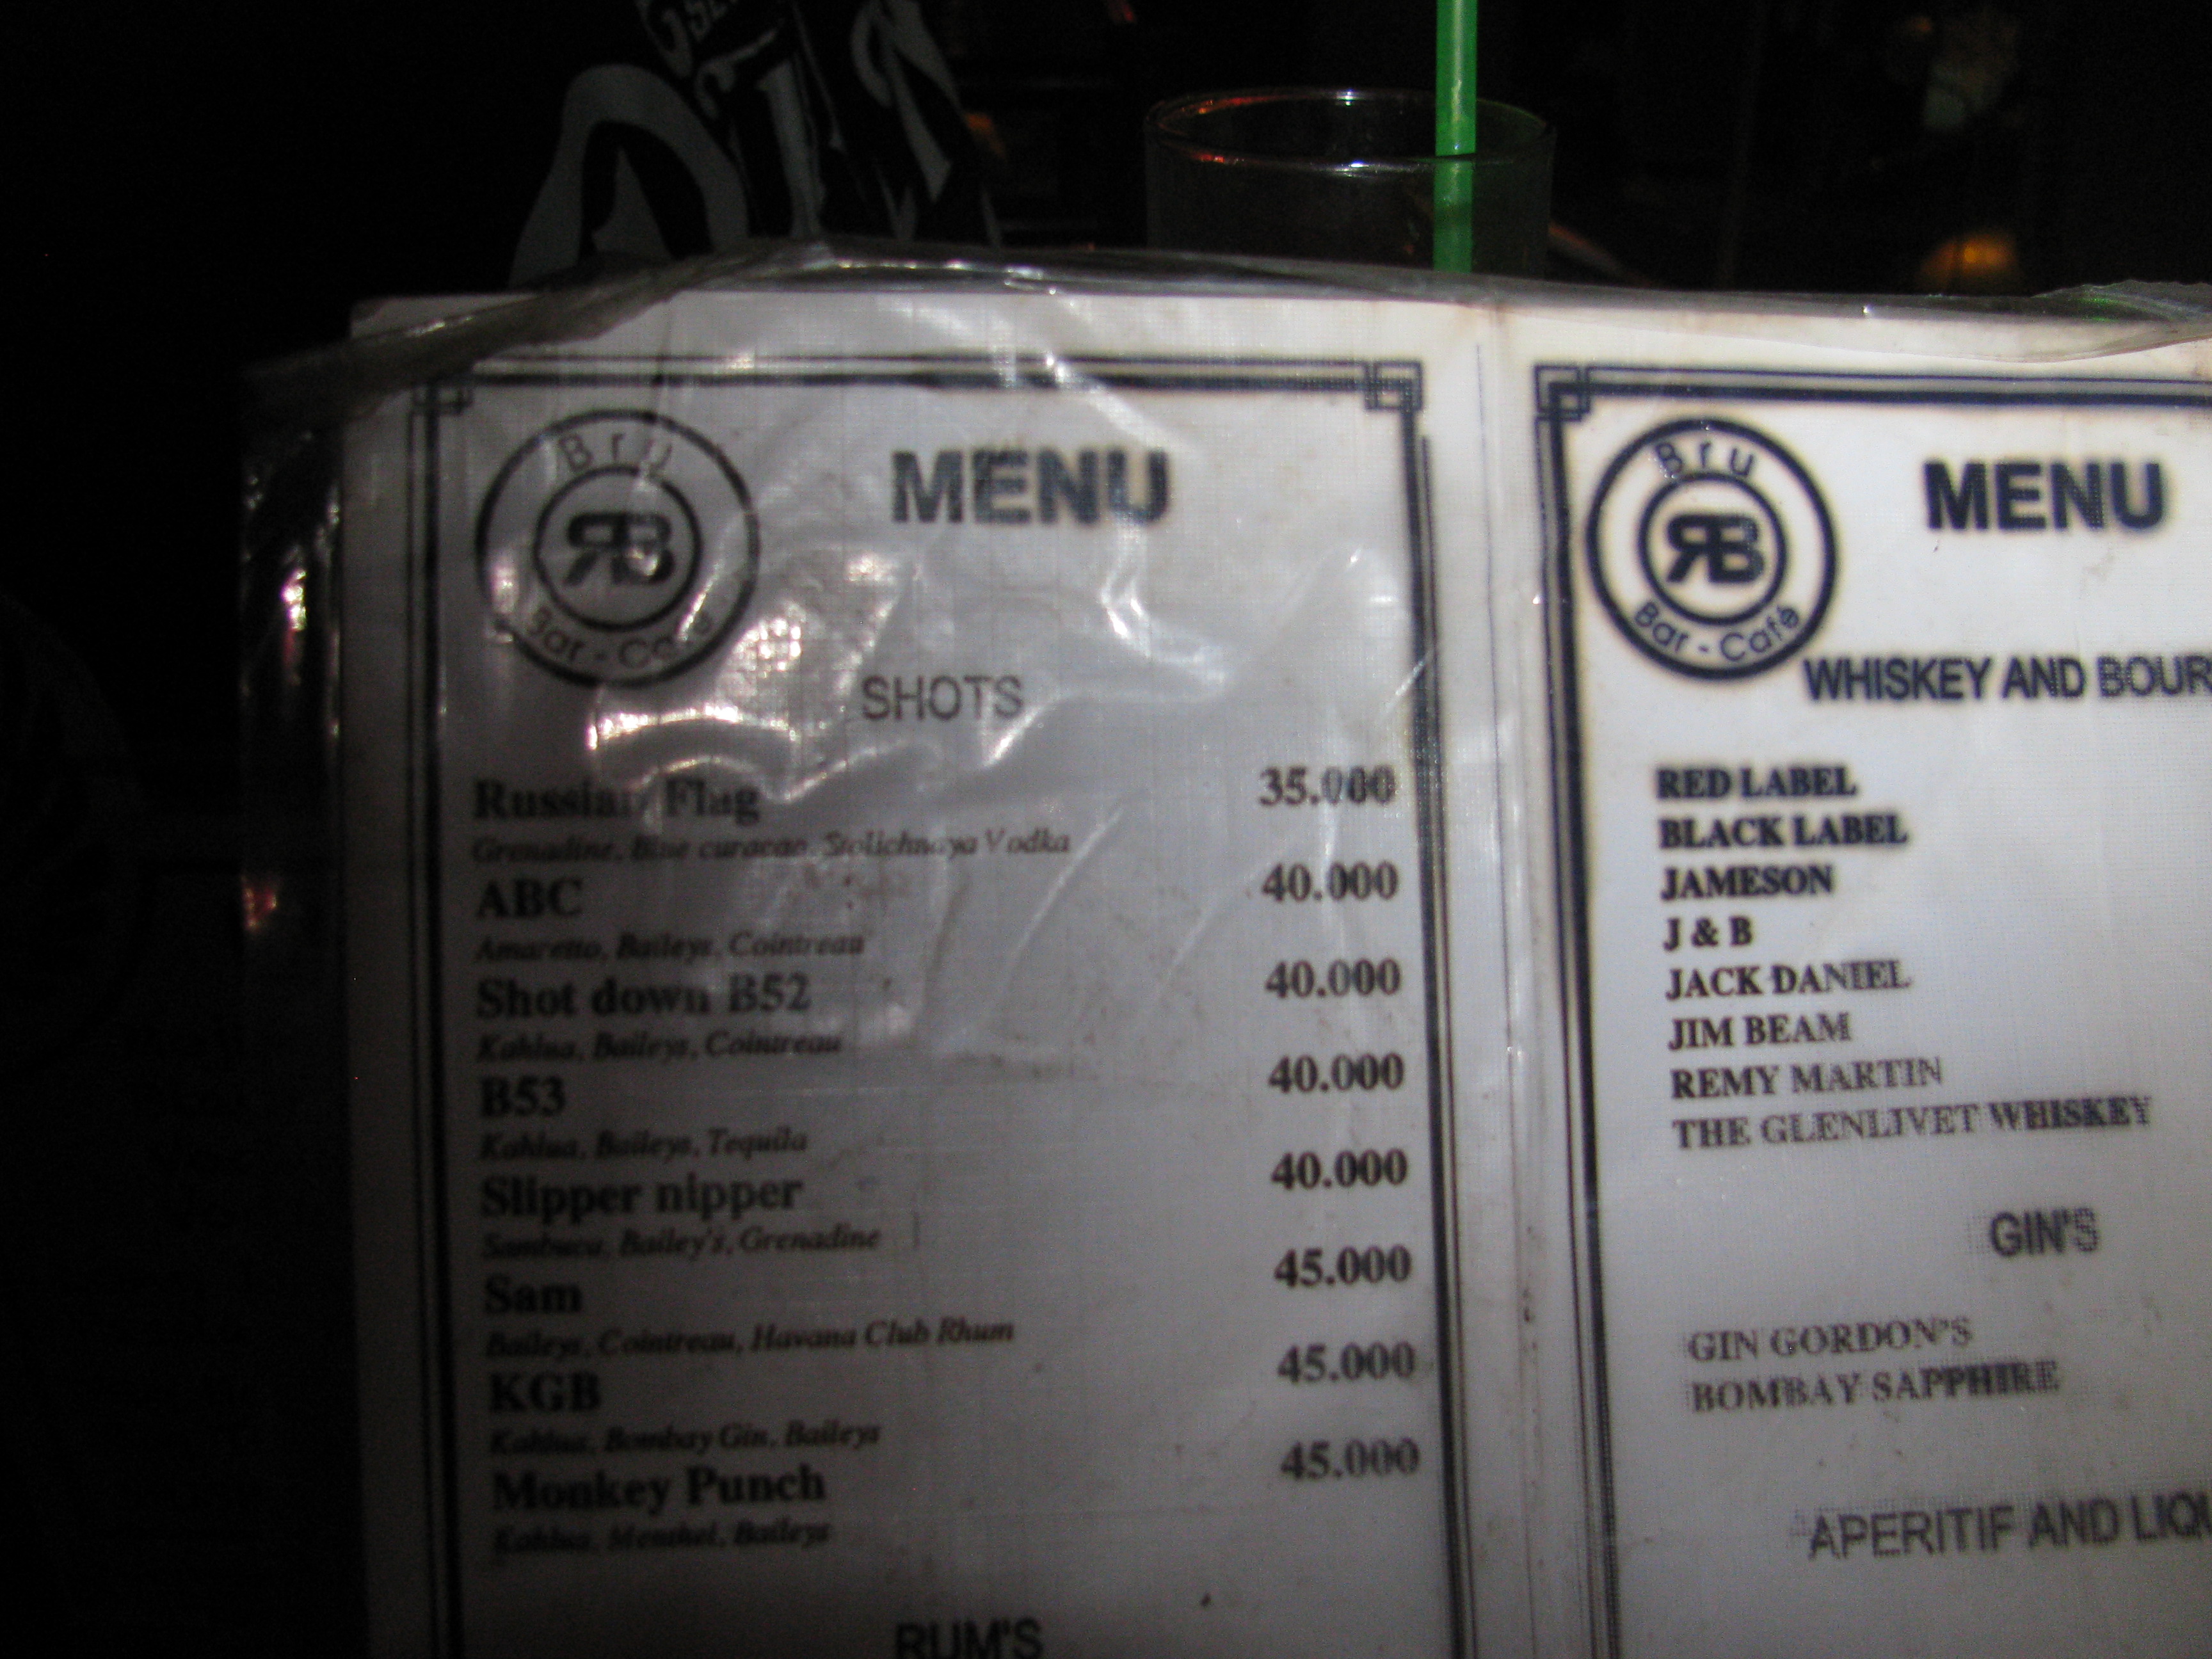 Bru
RB
Bar - Café
MENU
SHOTS
Russian Flag 35.000
Grenadine, Blue curacao, Stolichnaya Vodka
ABC 40.000
Amaretto, Baileys, Cointreau
Shot down B52 40.000
Kahlua, Baileys, Cointreau
B53 40.000
Kahlua, Baileys, Tequila
Slipper nipper 40.000
Sambuca, Bailey's, Grenadine
Sam 45.000
Baileys, Cointreau, Havana Club Rhum
KGB 45.000
Kahlua, Bombay Gin, Baileys
Monkey Punch 45.000
Kahlua, Menthel, Baileys
RUM'S
Bru
RB
Bar - Café
MENU
WHISKEY AND BOUR
RED LABEL
BLACK LABEL
JAMESON
J & B
JACK DANIEL
JIM BEAM
REMY MARTIN
THE GLENLIVET WHISKEY
GIN'S
GIN GORDON'S
BOMBAY SAPPHIRE
APERITIF AND LIQU